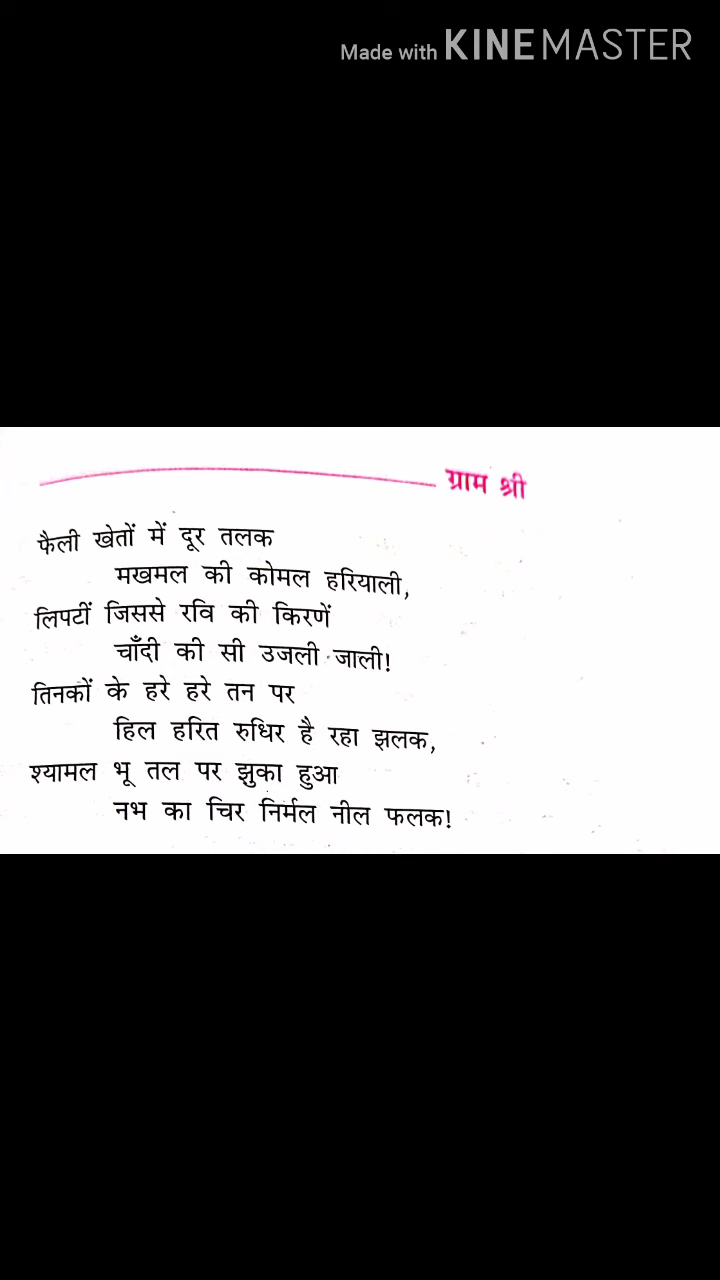 Made with KINEMASTER
ग्राम श्री
फैली खेतों में दूर तलक
मखमल की कोमल हरियाली,
लिपटीं जिससे रवि की किरणें
चाँदी की सी उजली जाली!
तिनकों के हरे हरे तन पर
हिल हरित रुधिर है रहा झलक,
श्यामल भू तल पर झुका हुआ
नभ का चिर निर्मल नील फलक!